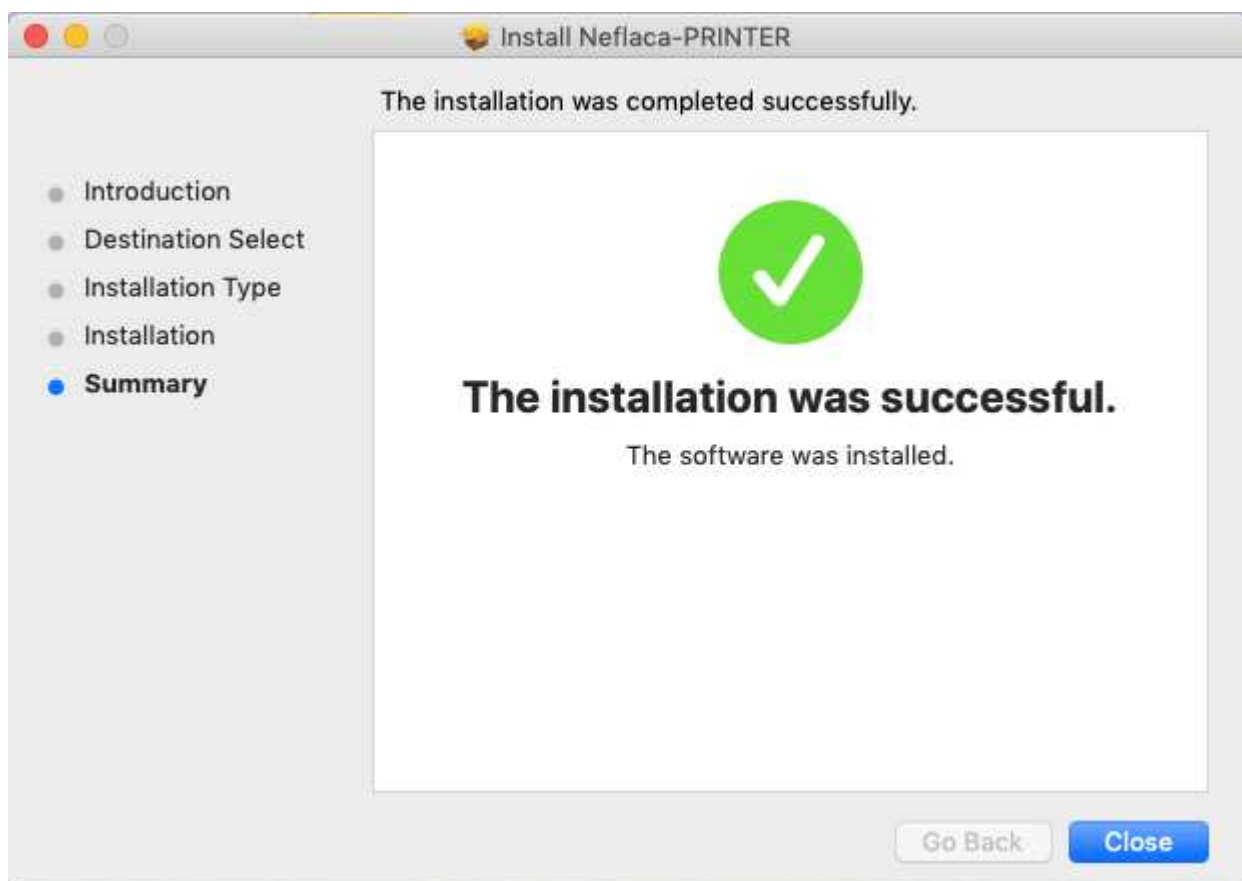 Install Neflaca-PRINTER
The installation was completed successfully.
Introduction
Destination Select
Installation Type
Installation
Summary
The installation was successful.
The software was installed.
Go Back
Close